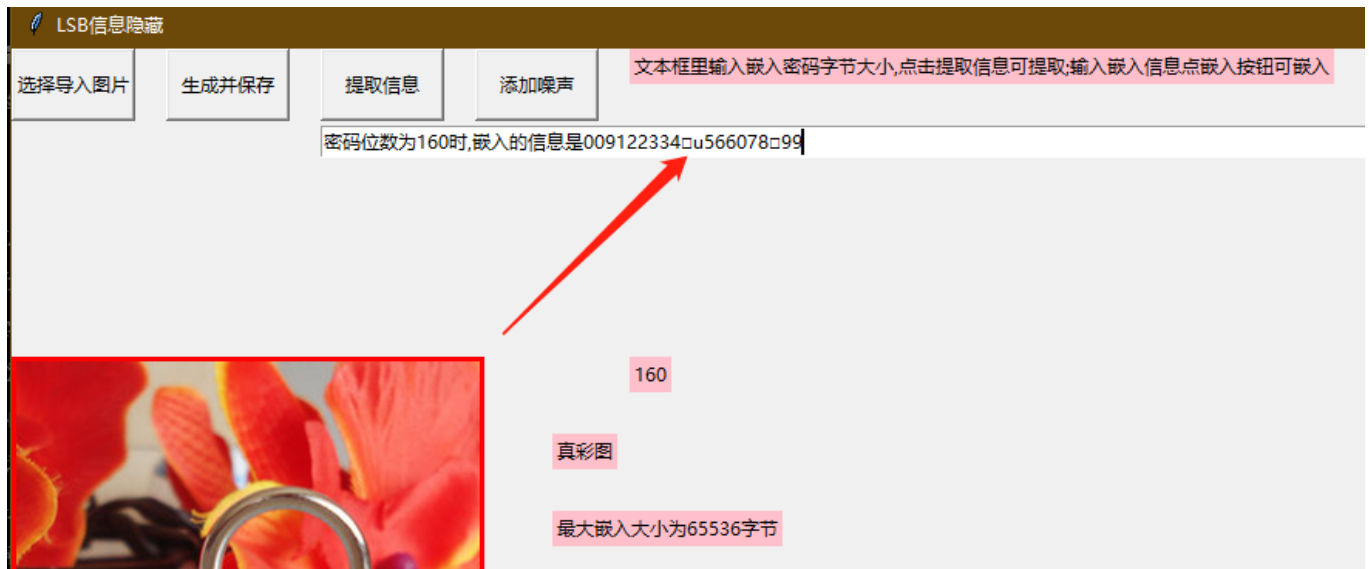 LSB信息隐藏
选择导入图片
生成并保存
提取信息
添加噪声
文本框里输入嵌入密码字节大小,点击提取信息可提取;输入嵌入信息点嵌入按钮可嵌入
密码位数为160时,嵌入的信息是009122334□u566078□99
160
真彩图
最大嵌入大小为65536字节